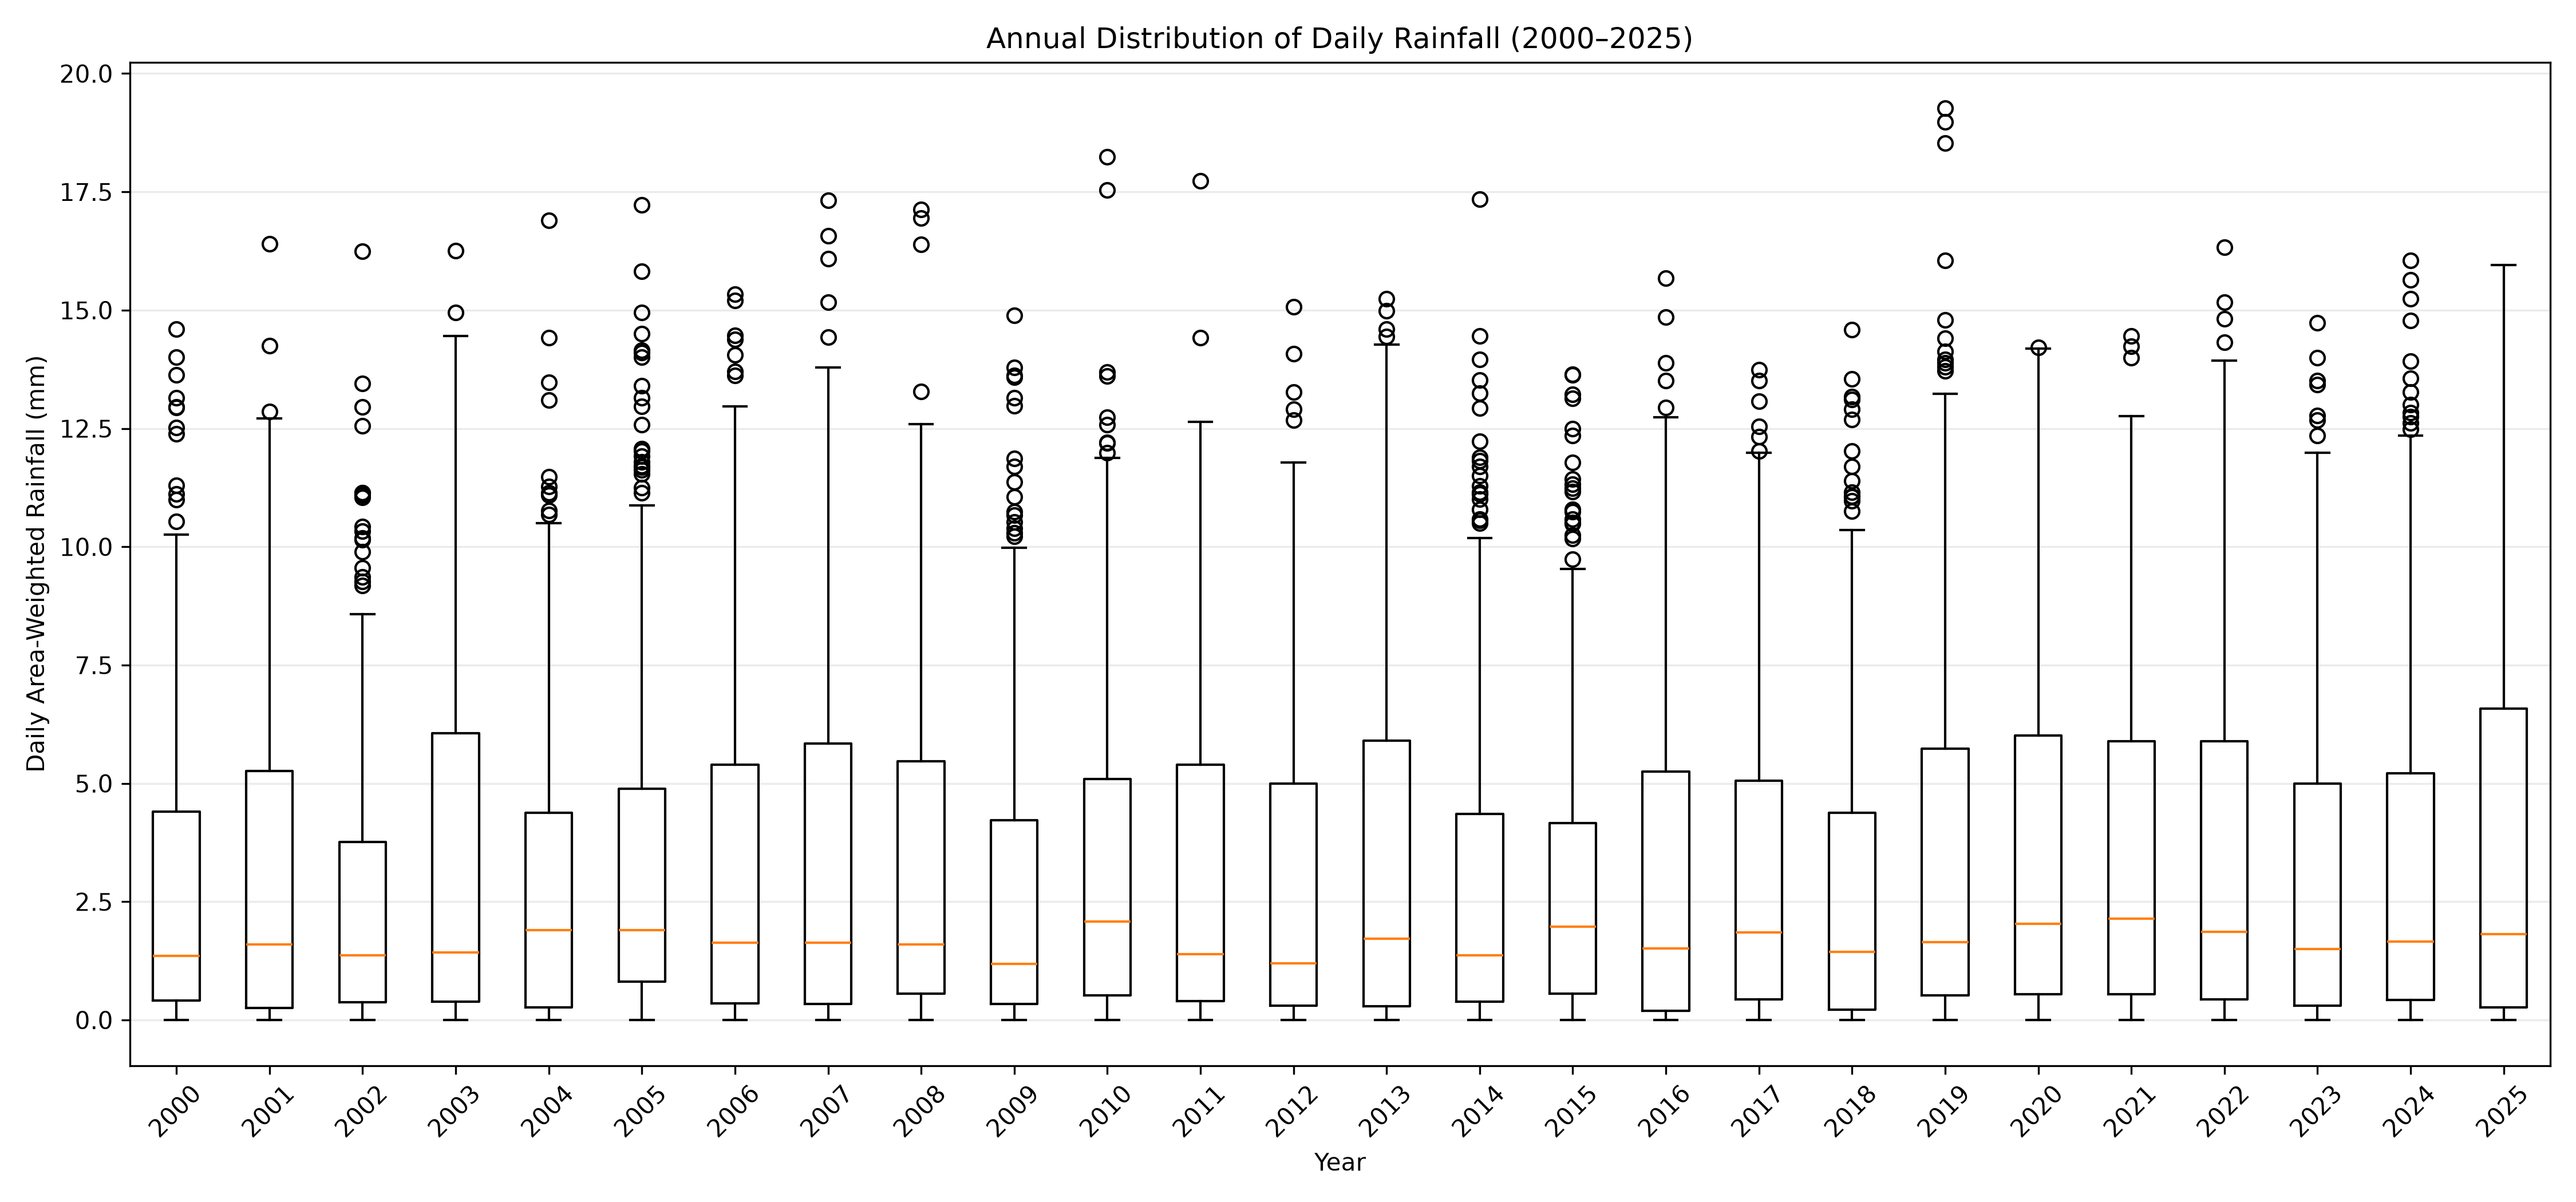 Annual Distribution of Daily Rainfall (2000–2025)
Daily Area-Weighted Rainfall (mm)
20.0
17.5
15.0
12.5
10.0
7.5
5.0
2.5
0.0
2000 2001 2002 2003 2004 2005 2006 2007 2008 2009 2010 2011 2012 2013 2014 2015 2016 2017 2018 2019 2020 2021 2022 2023 2024 2025
Year